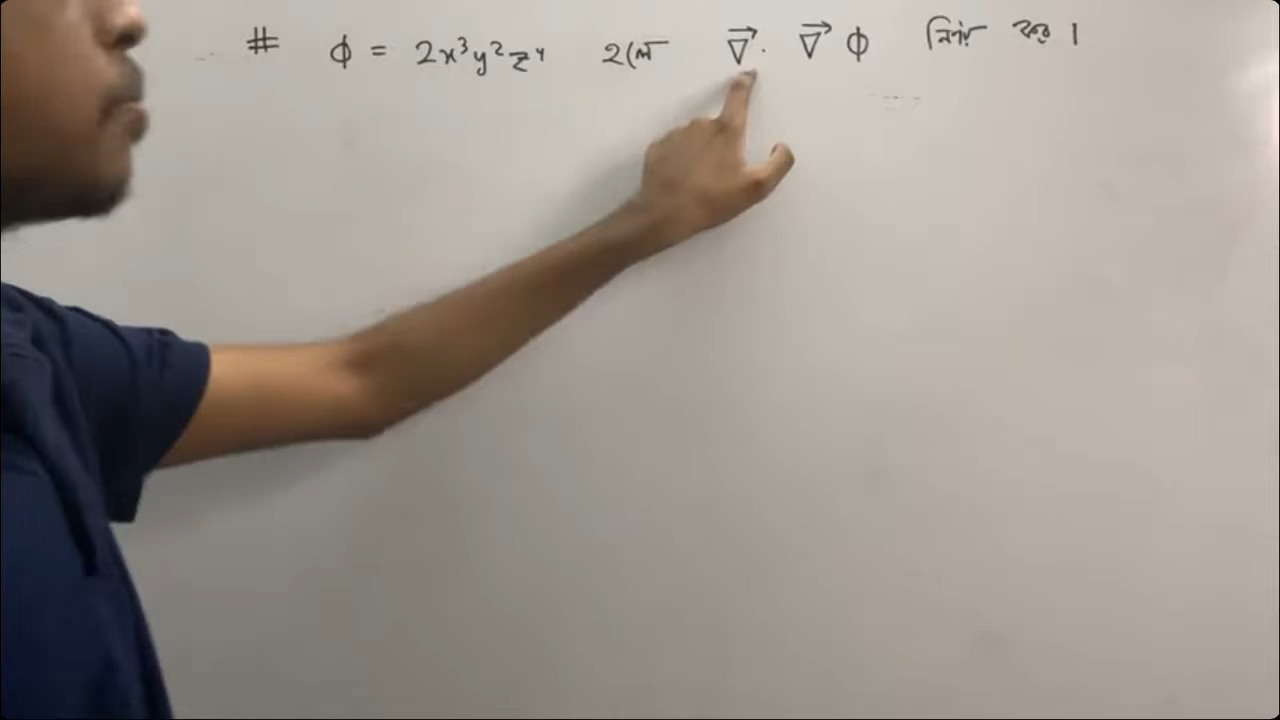 # ϕ = 2x³y²z⁴ হলে ∇⃗ · ∇⃗ ϕ নির্ণয় কর।